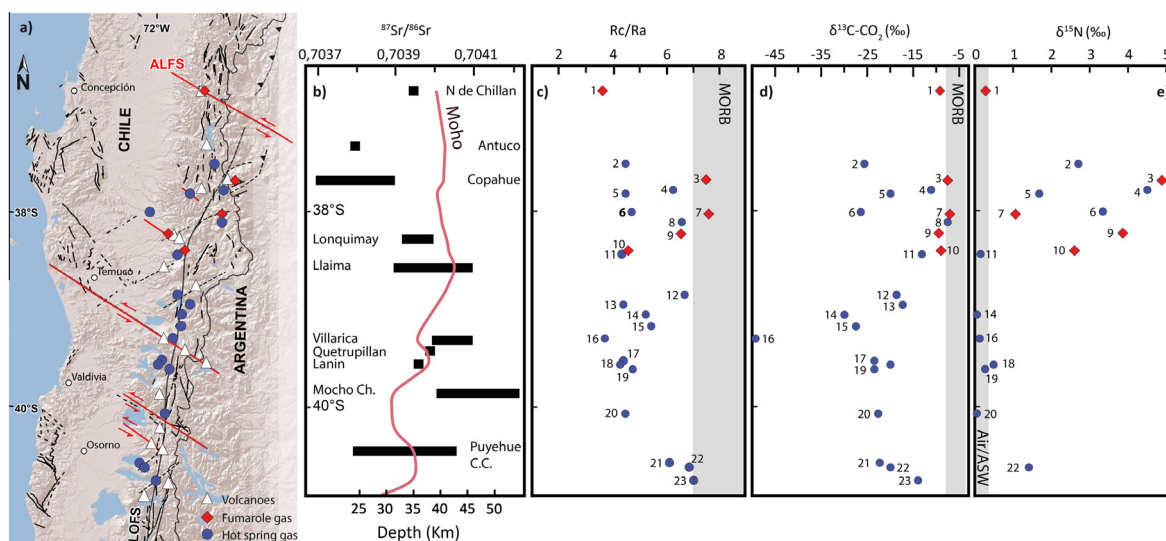 a)
72°W
N
ALFS
Concepción
CHILE
38°S
Temuco
ARGENTINA
Valdivia
40°S
Osorno
LOFS
Volcanoes
Fumarole gas
Hot spring gas
⁸⁷Sr/⁸⁶Sr
0,7037
0,7039
0,7041
b)
Moho
N de Chillan
Antuco
Copahue
38°S
Lonquimay
Llaima
Villarica
Quetrupillan
Lanin
Mocho Ch.
40°S
Puyehue
C.C.
25 30 35 40 45 50
Depth (Km)
Rc/Ra
2 4 6 8
c)
MORB
1
2
3
4
5
6
7
8
9
10
11
12
13
14
15
16
17
18
19
20
21
22
23
δ¹³C-CO₂ (‰)
-45 -35 -25 -15 -5
d)
MORB
1
2
3
4
5
6
7
8
9
10
11
12
13
14
15
16
17
18
19
20
21
22
23
δ¹⁵N (‰)
0 1 2 3 4 5
e)
1
2
3
4
6
7
9
10
11
14
16
18
19
20
22
Air/ASW